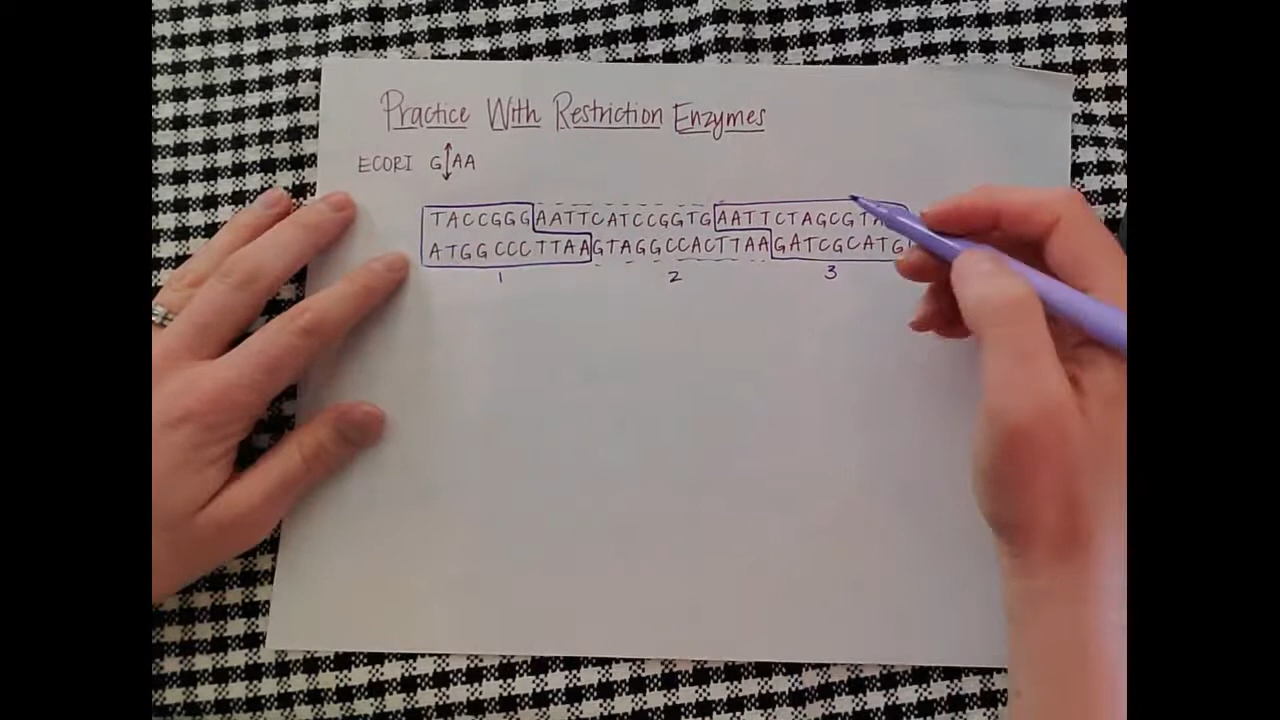 Practice With Restriction Enzymes
ECORI G↕AA
TACCGGGAATTCATCCGGTGAATTCTAGCGTA
ATGGCCCTTAAGTAGGCCACTTAAGATCGCATG
1 2 3